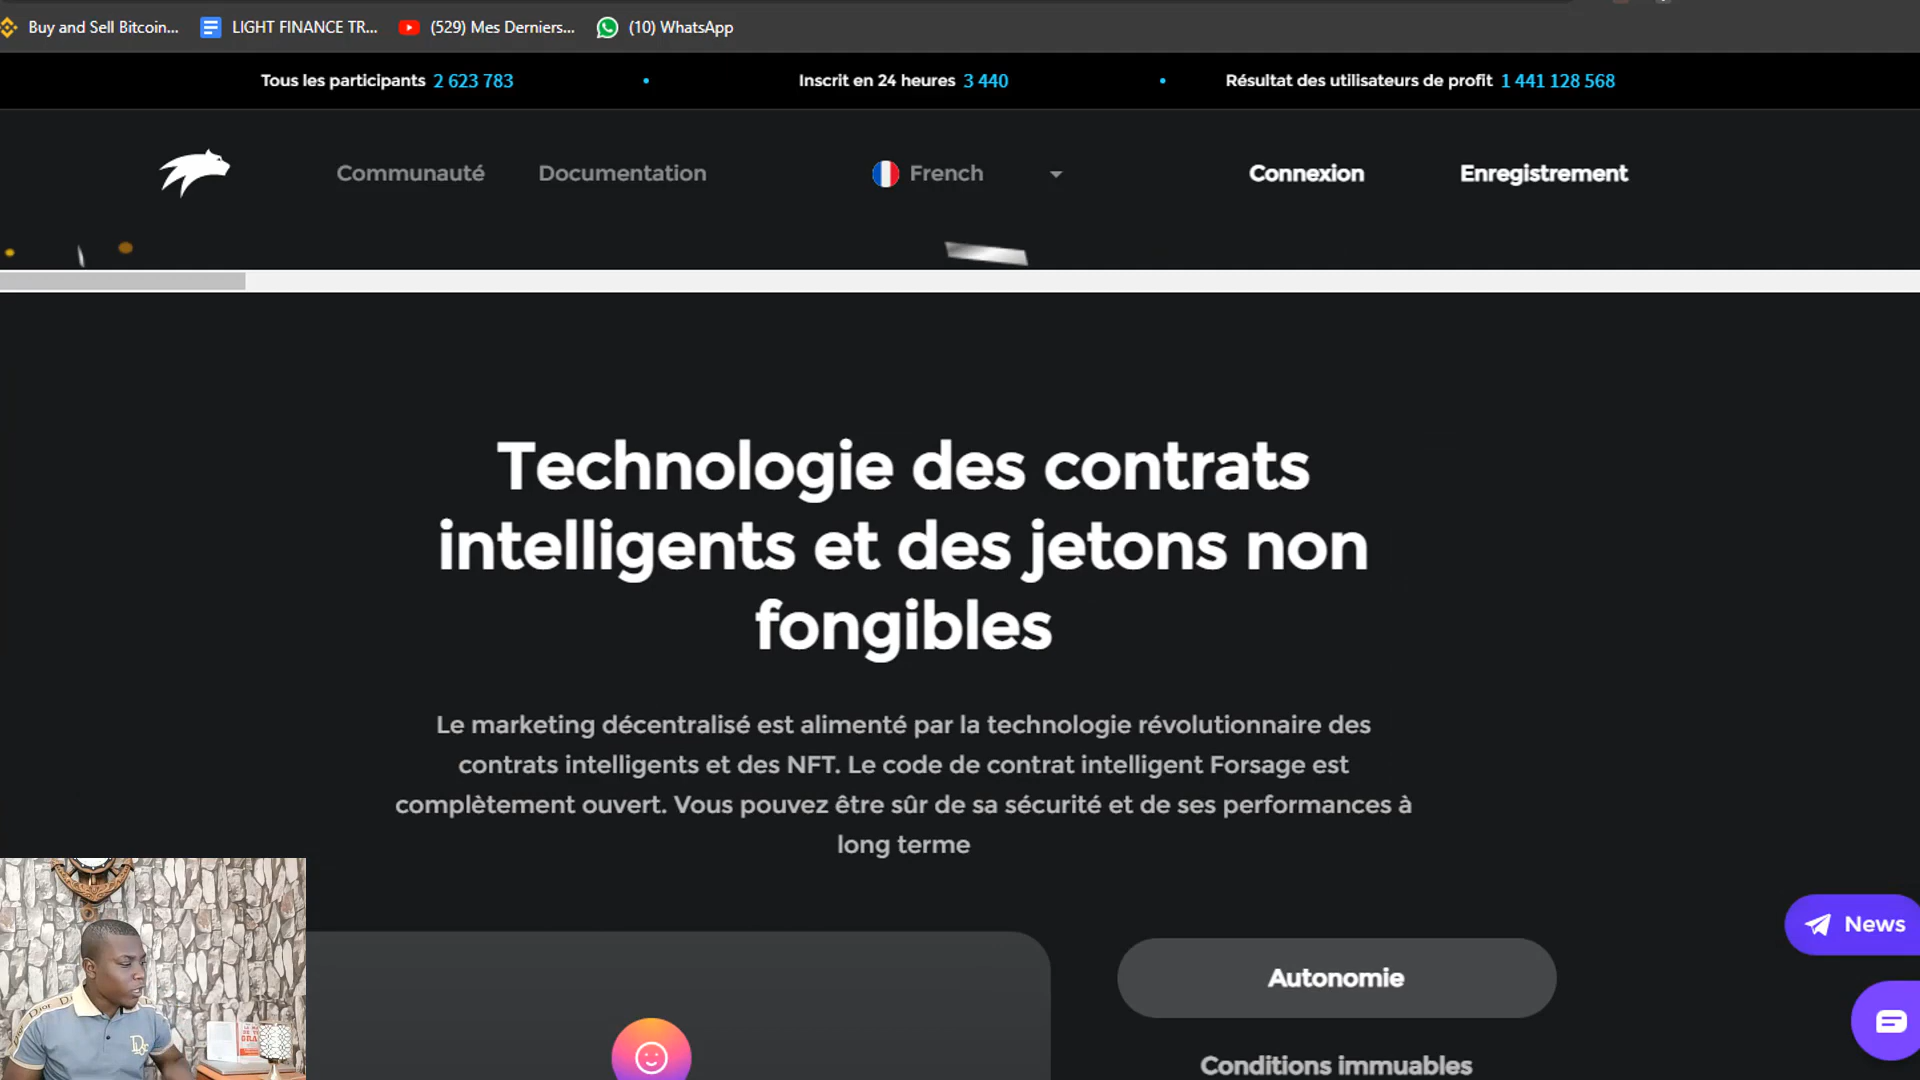 Buy and Sell Bitcoin... LIGHT FINANCE TR... (529) Mes Derniers... (10) WhatsApp
Tous les participants 2 623 783 • Inscrit en 24 heures 3 440 • Résultat des utilisateurs de profit 1 441 128 568
Communauté Documentation French Connexion Enregistrement
Technologie des contrats
intelligents et des jetons non
fongibles
Le marketing décentralisé est alimenté par la technologie révolutionnaire des
contrats intelligents et des NFT. Le code de contrat intelligent Forsage est
complètement ouvert. Vous pouvez être sûr de sa sécurité et de ses performances à
long terme
News
Autonomie
Conditions immuables